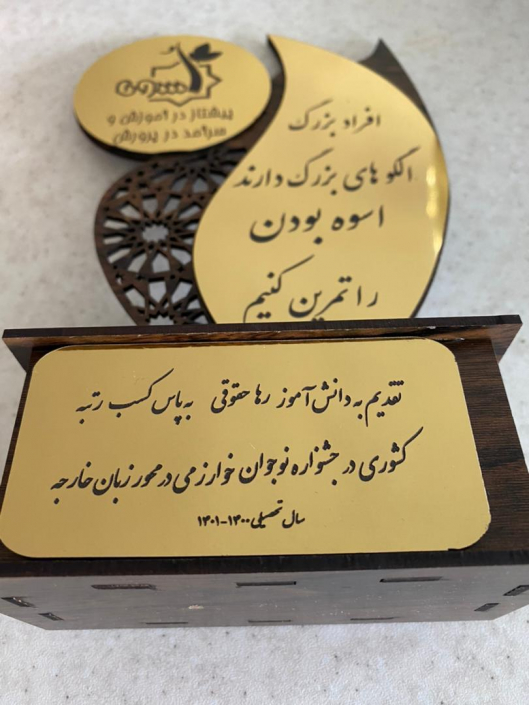 پیشتاز در آموزش و
سرآمد در پرورش
افراد بزرگ
الگو های بزرگ دارند
اسوه بودن
را تمرین کنیم
تقدیم به دانش آموز رها حقوقی به پاس کسب رتبه
کشوری در جشنواره نوجوان خوارزمی در محور زبان خارجه
سال تحصیلی ۱۴۰۰-۱۴۰۱